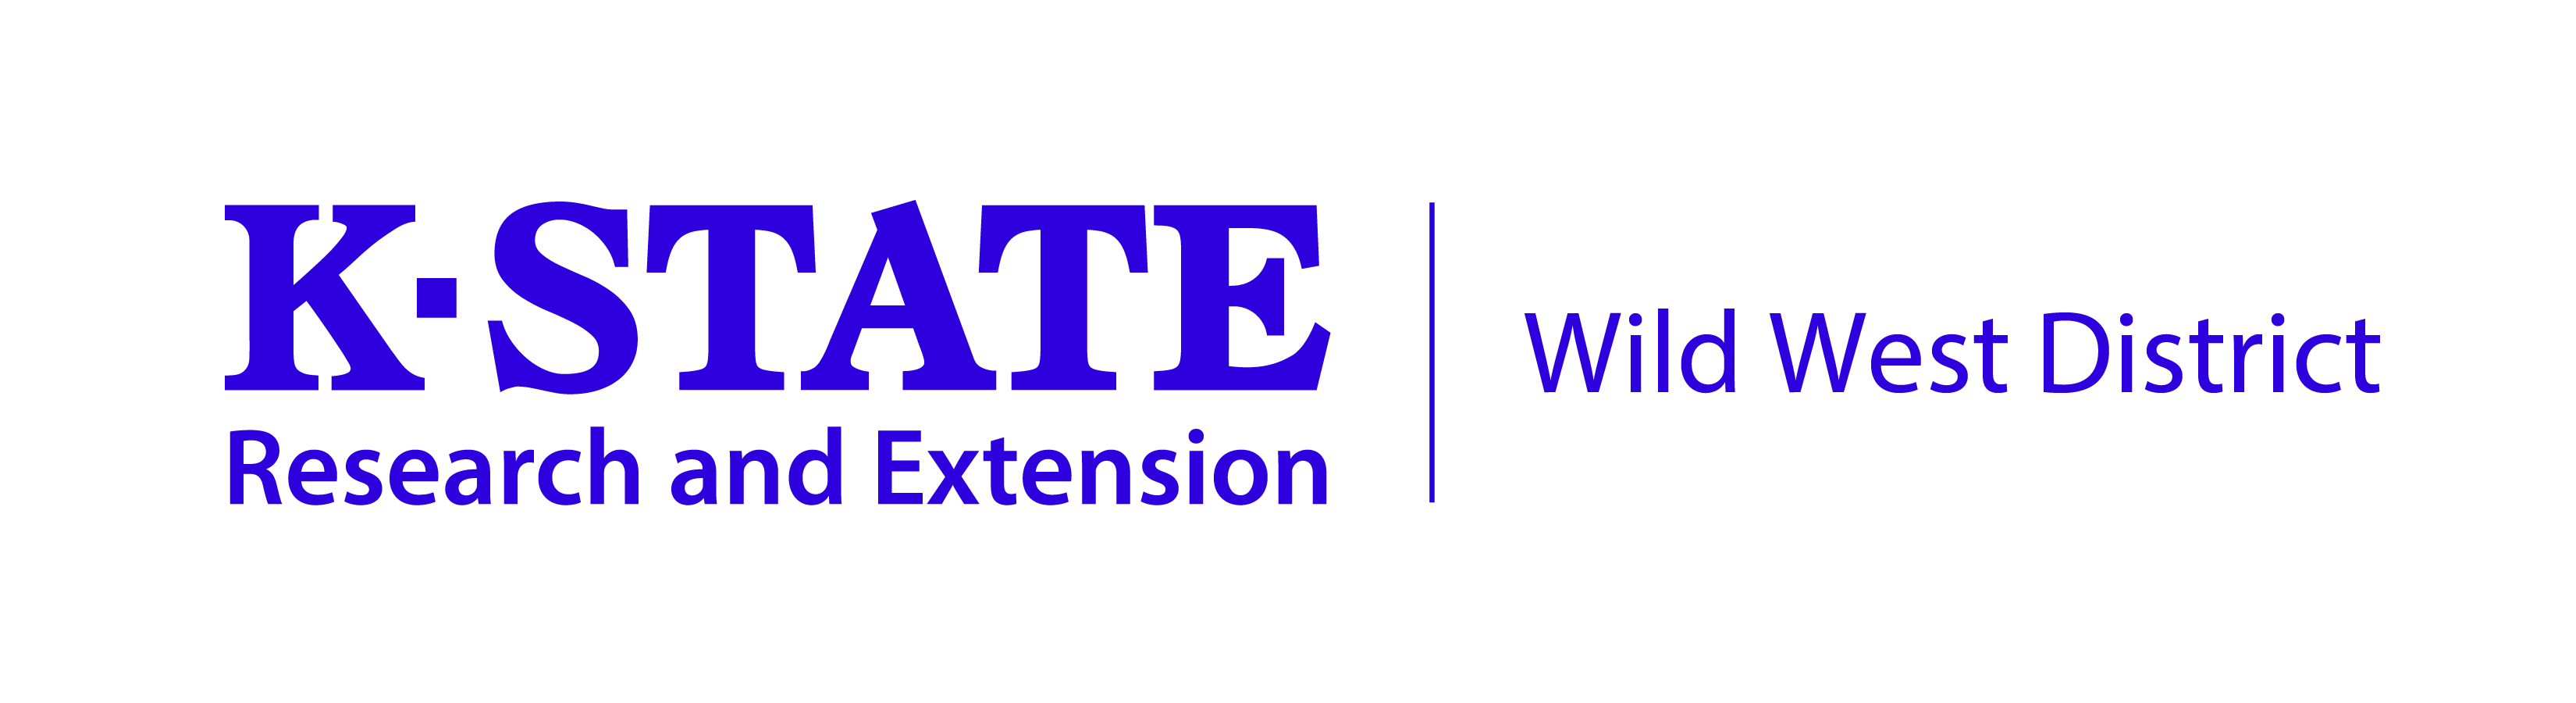 K-STATE
Research and Extension
Wild West District